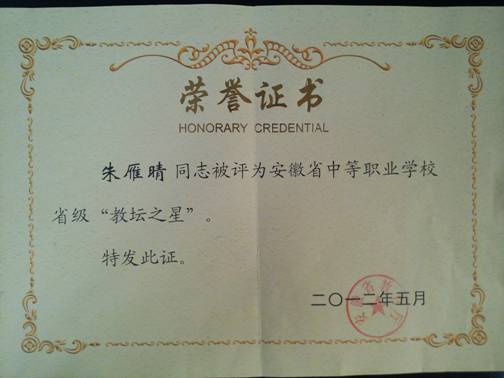 荣誉证书
HONORARY CREDENTIAL
朱雁晴同志被评为安徽省中等职业学校
省级“教坛之星”。
特发此证。
二〇一二年五月